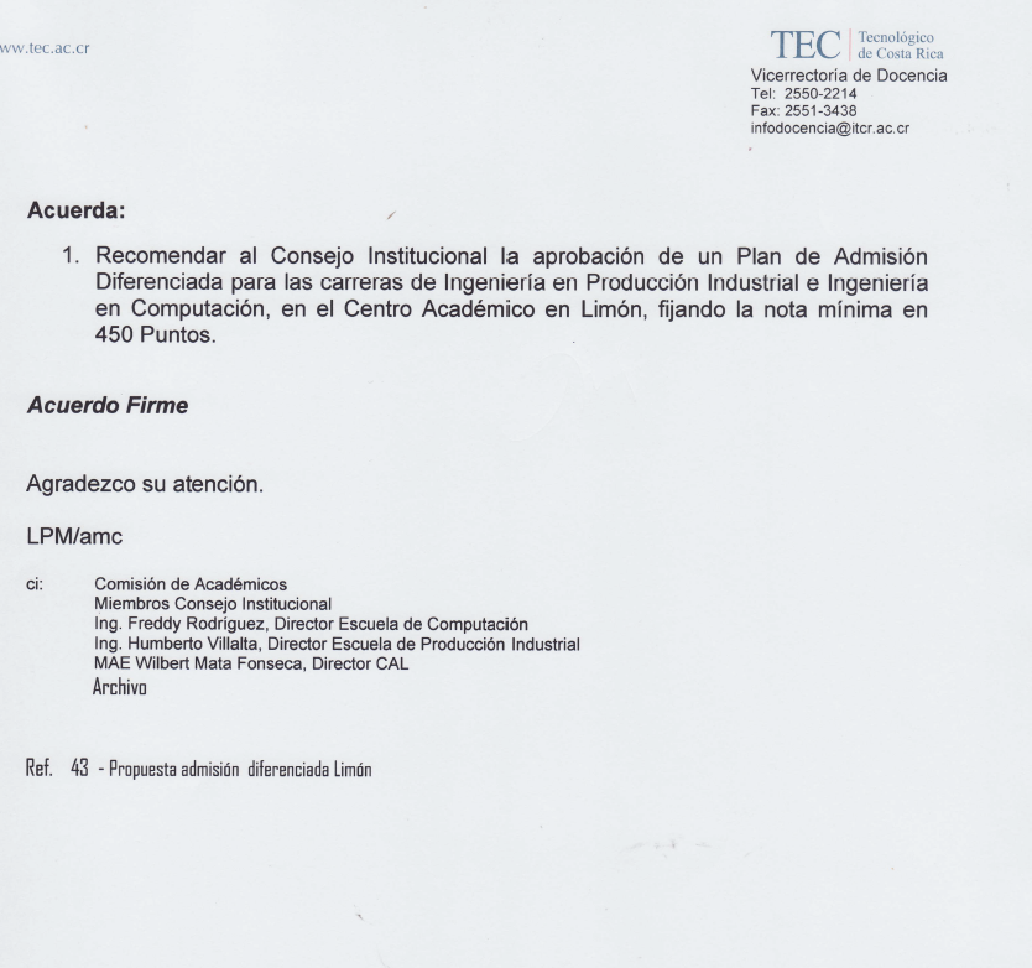 ww.tec.ac.cr
TEC Tecnológico
de Costa Rica
Vicerrectoría de Docencia
Tel: 2550-2214
Fax: 2551-3438
infodocencia@itcr.ac.cr
Acuerda:
1. Recomendar al Consejo Institucional la aprobación de un Plan de Admisión
Diferenciada para las carreras de Ingeniería en Producción Industrial e Ingeniería
en Computación, en el Centro Académico en Limón, fijando la nota mínima en
450 Puntos.
Acuerdo Firme
Agradezco su atención.
LPM/amc
ci: Comisión de Académicos
Miembros Consejo Institucional
Ing. Freddy Rodríguez, Director Escuela de Computación
Ing. Humberto Villalta, Director Escuela de Producción Industrial
MAE Wilbert Mata Fonseca, Director CAL
Archivo
Ref. 43 - Propuesta admisión diferenciada Limón